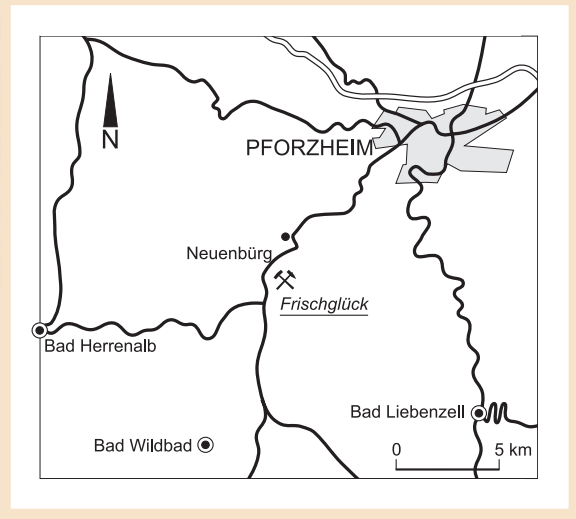 N
PFORZHEIM
Neuenbürg
Frischglück
Bad Herrenalb
Bad Liebenzell
Bad Wildbad
0 5 km